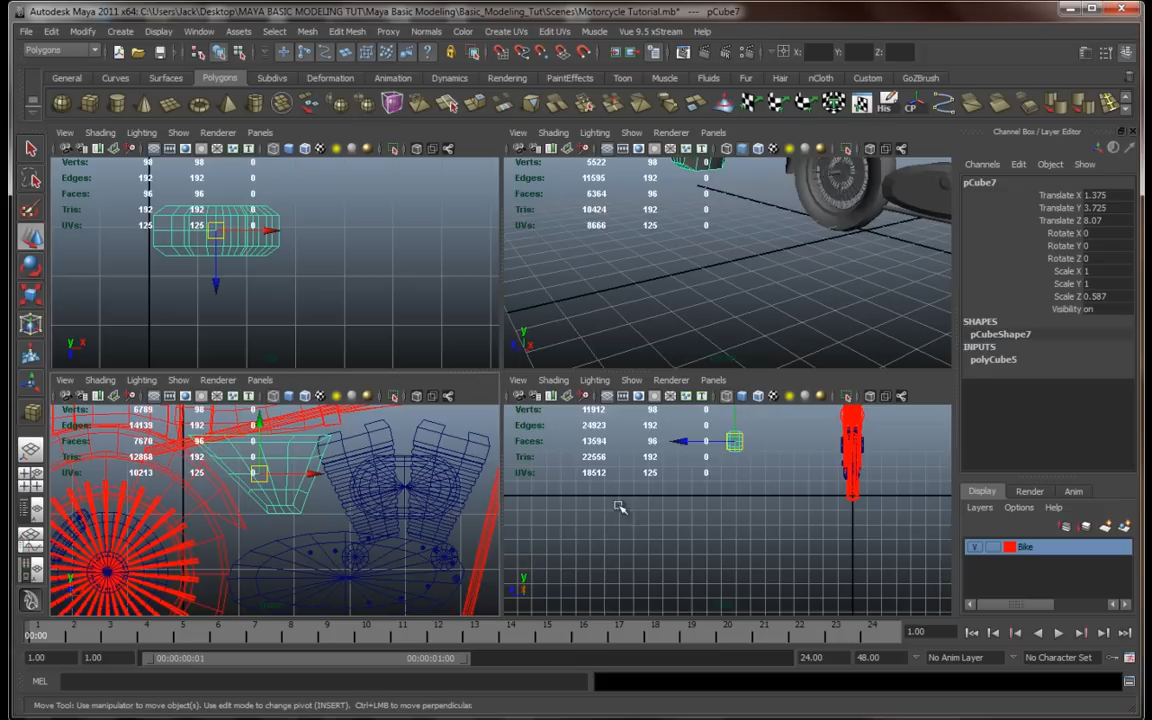 Autodesk Maya 2011 x64: C:\Users\Jack\Desktop\MAYA BASIC MODELING TUT\Maya Basic Modeling\Basic_Modeling_Tut\Scenes\Motorcycle Tutorial.mb* - pCube7
File Edit Modify Create Display Window Assets Select Mesh Edit Mesh Proxy Normals Color Create UVs Edit UVs Muscle Vue 9.5 xStream Help
Polygons X: Y: Z:
General Curves Surfaces Polygons Subdivs Deformation Animation Dynamics Rendering PaintEffects Toon Muscle Fluids Fur Hair nCloth Custom GoZBrush
His CP
View Shading Lighting Show Renderer Panels
Verts: 98 98 0
Edges: 192 192 0
Faces: 96 96 0
Tris: 192 192 0
UVs: 125 125 0
z x
View Shading Lighting Show Renderer Panels
Verts: 5522 98 0
Edges: 11595 192 0
Faces: 6364 96 0
Tris: 10424 192 0
UVs: 8666 125 0
y
z x
View Shading Lighting Show Renderer Panels
Verts: 6789 98 0
Edges: 14139 192 0
Faces: 7670 96 0
Tris: 12868 192 0
UVs: 10213 125 0
y
View Shading Lighting Show Renderer Panels
Verts: 11912 98 0
Edges: 24923 192 0
Faces: 13594 96 0
Tris: 22556 192 0
UVs: 18512 125 0
y
Channel Box / Layer Editor
Channels Edit Object Show
pCube7
Translate X 1.375
Translate Y 3.725
Translate Z 8.07
Rotate X 0
Rotate Y 0
Rotate Z 0
Scale X 1
Scale Y 1
Scale Z 0.587
Visibility on
SHAPES
pCubeShape7
INPUTS
polyCube5
Display Render Anim
Layers Options Help
V Bike
1 2 3 4 5 6 7 8 9 10 11 12 13 14 15 16 17 18 19 20 21 22 23 24
00:00
1.00
1.00 1.00 00:00:00:01 00:00:01:00 24.00 48.00 No Anim Layer No Character Set
MEL
Move Tool: Use manipulator to move object(s). Use edit mode to change pivot (INSERT). Ctrl+LMB to move perpendicular.